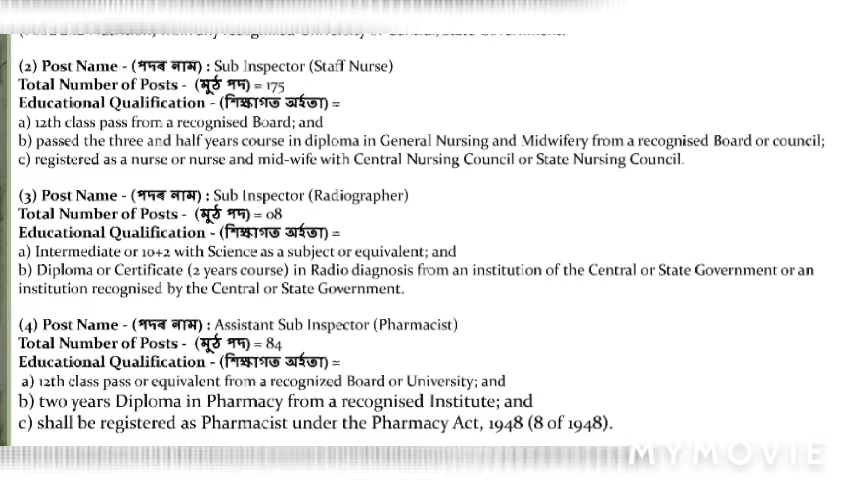 (2) Post Name - (পদৰ নাম) : Sub Inspector (Staff Nurse)
Total Number of Posts - (মুঠ পদ) = 175
Educational Qualification - (শিক্ষাগত অৰ্হতা) =
a) 12th class pass from a recognised Board; and
b) passed the three and half years course in diploma in General Nursing and Midwifery from a recognised Board or council;
c) registered as a nurse or nurse and mid-wife with Central Nursing Council or State Nursing Council.
(3) Post Name - (পদৰ নাম) : Sub Inspector (Radiographer)
Total Number of Posts - (মুঠ পদ) = 08
Educational Qualification - (শিক্ষাগত অৰ্হতা) =
a) Intermediate or 10+2 with Science as a subject or equivalent; and
b) Diploma or Certificate (2 years course) in Radio diagnosis from an institution of the Central or State Government or an
institution recognised by the Central or State Government.
(4) Post Name - (পদৰ নাম) : Assistant Sub Inspector (Pharmacist)
Total Number of Posts - (মুঠ পদ) = 84
Educational Qualification - (শিক্ষাগত অৰ্হতা) =
a) 12th class pass or equivalent from a recognized Board or University; and
b) two years Diploma in Pharmacy from a recognised Institute; and
c) shall be registered as Pharmacist under the Pharmacy Act, 1948 (8 of 1948).
MYMOVIE